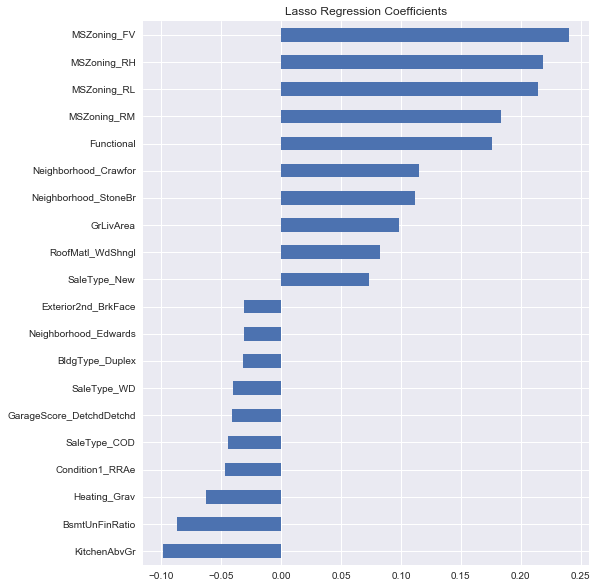 Lasso Regression Coefficients
MSZoning_FV
MSZoning_RH
MSZoning_RL
MSZoning_RM
Functional
Neighborhood_Crawfor
Neighborhood_StoneBr
GrLivArea
RoofMatl_WdShngl
SaleType_New
Exterior2nd_BrkFace
Neighborhood_Edwards
BldgType_Duplex
SaleType_WD
GarageScore_DetchdDetchd
SaleType_COD
Condition1_RRAe
Heating_Grav
BsmtUnFinRatio
KitchenAbvGr
−0.10 −0.05 0.00 0.05 0.10 0.15 0.20 0.25